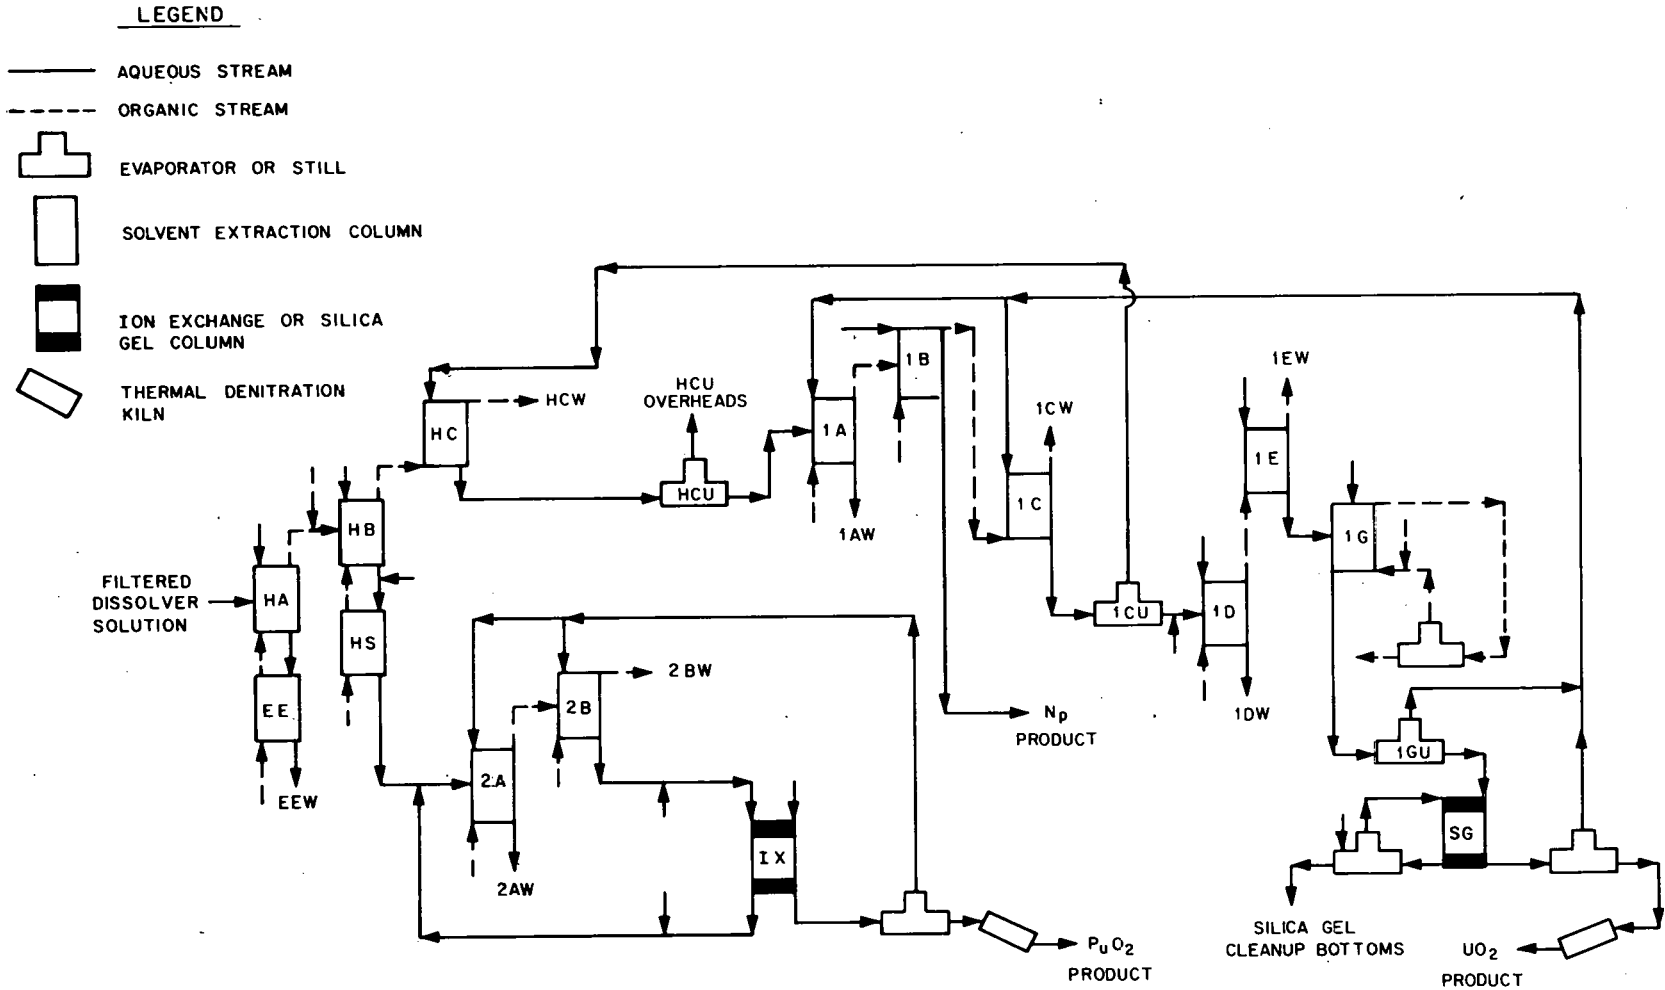 LEGEND
AQUEOUS STREAM
ORGANIC STREAM
EVAPORATOR OR STILL
SOLVENT EXTRACTION COLUMN
ION EXCHANGE OR SILICA
GEL COLUMN
THERMAL DENITRATION
KILN
HC
HCW
HCU
OVERHEADS
HCU
1A
1AW
1B
1CW
1C
1EW
1E
1G
HB
HA
FILTERED
DISSOLVER
SOLUTION
HS
EE
EEW
1CU
1D
1DW
Np
PRODUCT
2BW
2B
2A
2AW
IX
PuO2
PRODUCT
1GU
SG
SILICA GEL
CLEANUP BOTTOMS
UO2
PRODUCT